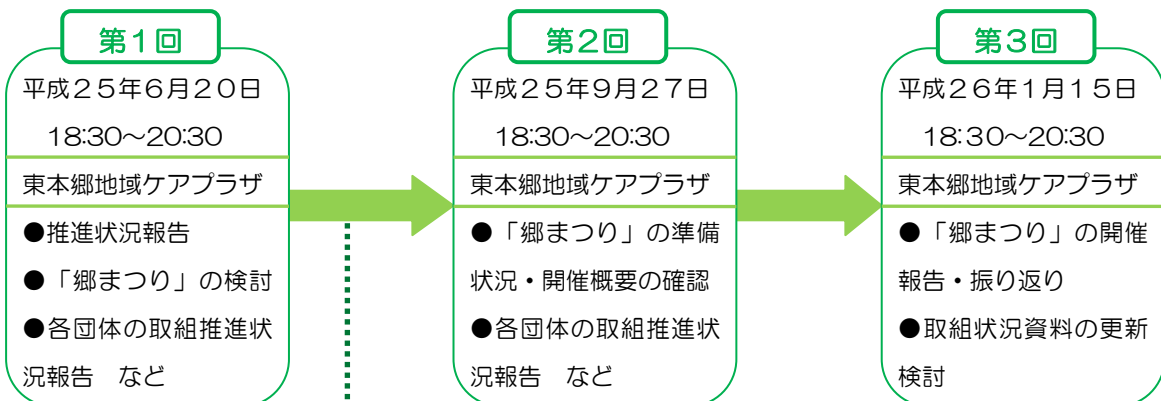 第1回
平成２５年６月２０日
18:30～20:30
東本郷地域ケアプラザ
●推進状況報告
●「郷まつり」の検討
●各団体の取組推進状
況報告　など
第2回
平成２５年９月２７日
18:30～20:30
東本郷地域ケアプラザ
●「郷まつり」の準備
状況・開催概要の確認
●各団体の取組推進状
況報告　など
第3回
平成２６年１月１５日
18:30～20:30
東本郷地域ケアプラザ
●「郷まつり」の開催
報告・振り返り
●取組状況資料の更新
検討